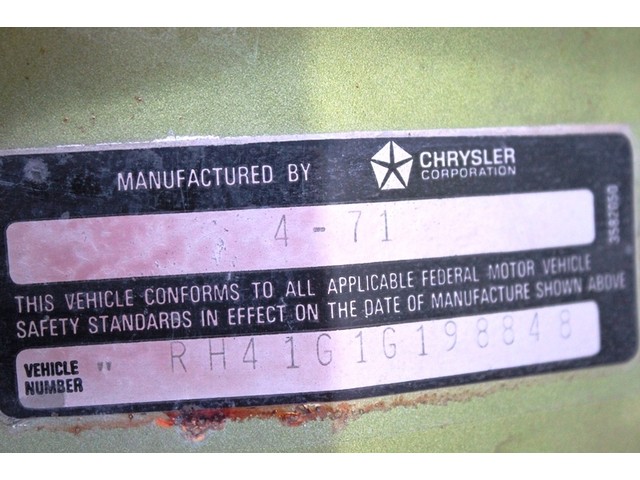 MANUFACTURED BY CHRYSLER CORPORATION
4-71
3582050
THIS VEHICLE CONFORMS TO ALL APPLICABLE FEDERAL MOTOR VEHICLE
SAFETY STANDARDS IN EFFECT ON THE DATE OF MANUFACTURE SHOWN ABOVE
VEHICLE NUMBER " RH41G1G198848